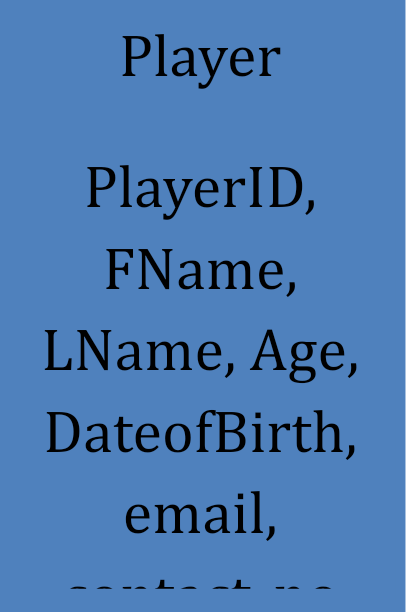 Player
PlayerID,
FName,
LName, Age,
DateofBirth,
email,